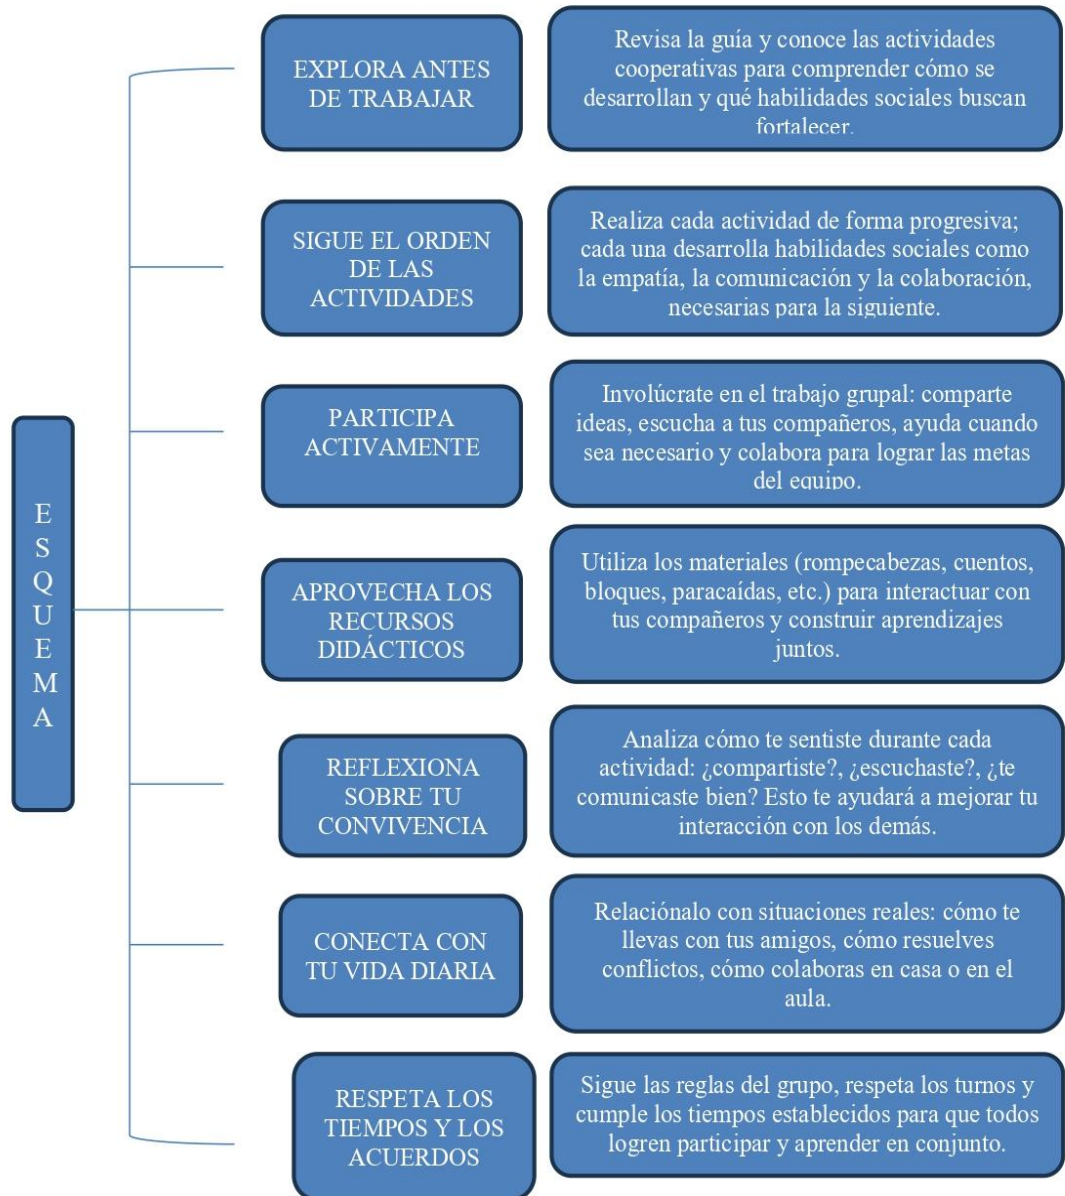 E
S
Q
U
E
M
A
EXPLORA ANTES
DE TRABAJAR
Revisa la guía y conoce las actividades
cooperativas para comprender cómo se
desarrollan y qué habilidades sociales buscan
fortalecer.
SIGUE EL ORDEN
DE LAS
ACTIVIDADES
Realiza cada actividad de forma progresiva;
cada una desarrolla habilidades sociales como
la empatía, la comunicación y la colaboración,
necesarias para la siguiente.
PARTICIPA
ACTIVAMENTE
Involúcrate en el trabajo grupal: comparte
ideas, escucha a tus compañeros, ayuda cuando
sea necesario y colabora para lograr las metas
del equipo.
APROVECHA LOS
RECURSOS
DIDÁCTICOS
Utiliza los materiales (rompecabezas, cuentos,
bloques, paracaídas, etc.) para interactuar con
tus compañeros y construir aprendizajes
juntos.
REFLEXIONA
SOBRE TU
CONVIVENCIA
Analiza cómo te sentiste durante cada
actividad: ¿compartiste?, ¿escuchaste?, ¿te
comunicaste bien? Esto te ayudará a mejorar tu
interacción con los demás.
CONECTA CON
TU VIDA DIARIA
Relaciónalo con situaciones reales: cómo te
llevas con tus amigos, cómo resuelves
conflictos, cómo colaboras en casa o en el
aula.
RESPETA LOS
TIEMPOS Y LOS
ACUERDOS
Sigue las reglas del grupo, respeta los turnos y
cumple los tiempos establecidos para que todos
logren participar y aprender en conjunto.